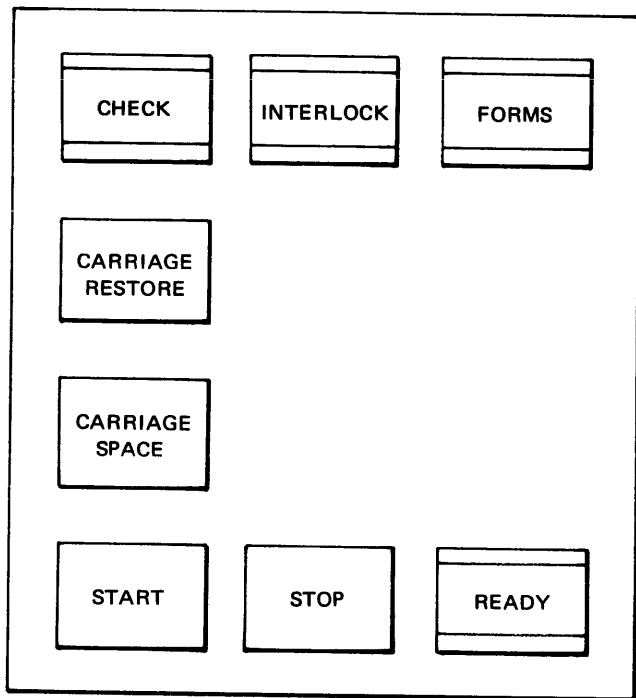 CHECK
INTERLOCK
FORMS
CARRIAGE
RESTORE
CARRIAGE
SPACE
START
STOP
READY